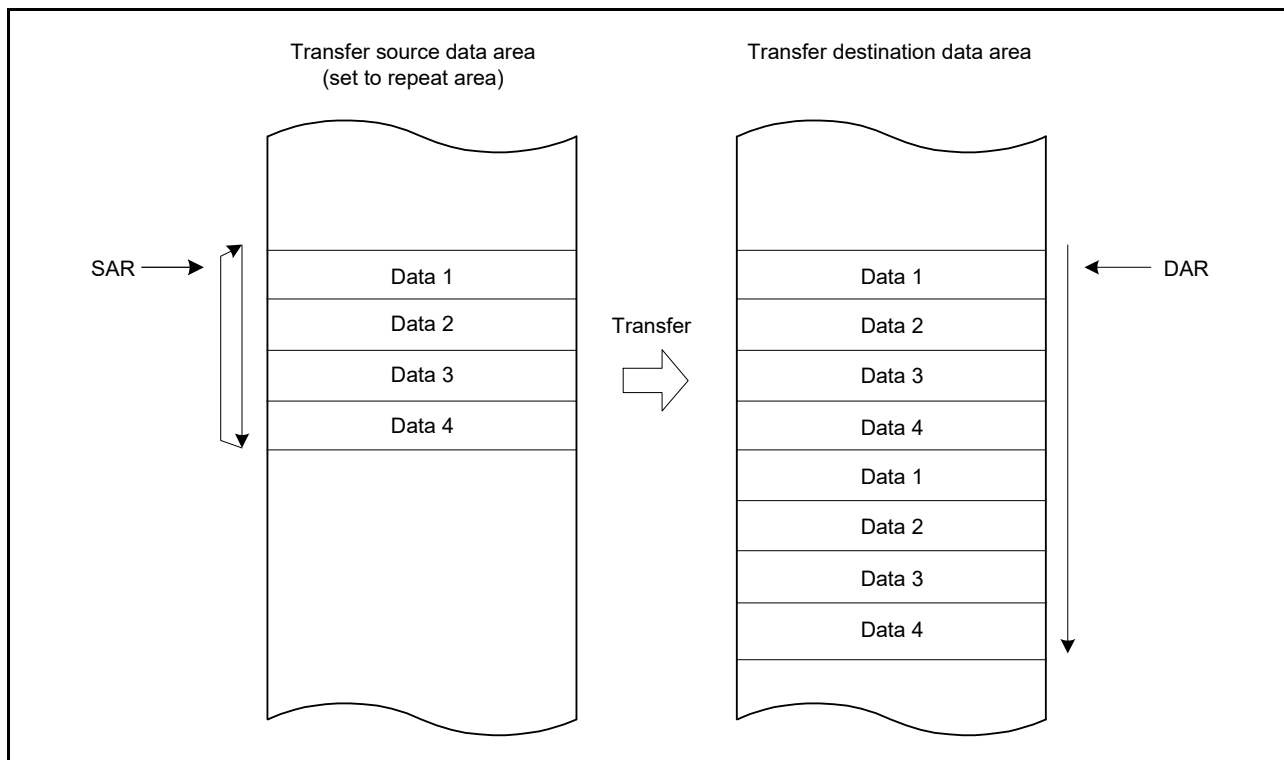 Transfer source data area
(set to repeat area)
Transfer destination data area
SAR
Data 1
Data 2
Data 3
Data 4
Transfer
Data 1
Data 2
Data 3
Data 4
Data 1
Data 2
Data 3
Data 4
DAR